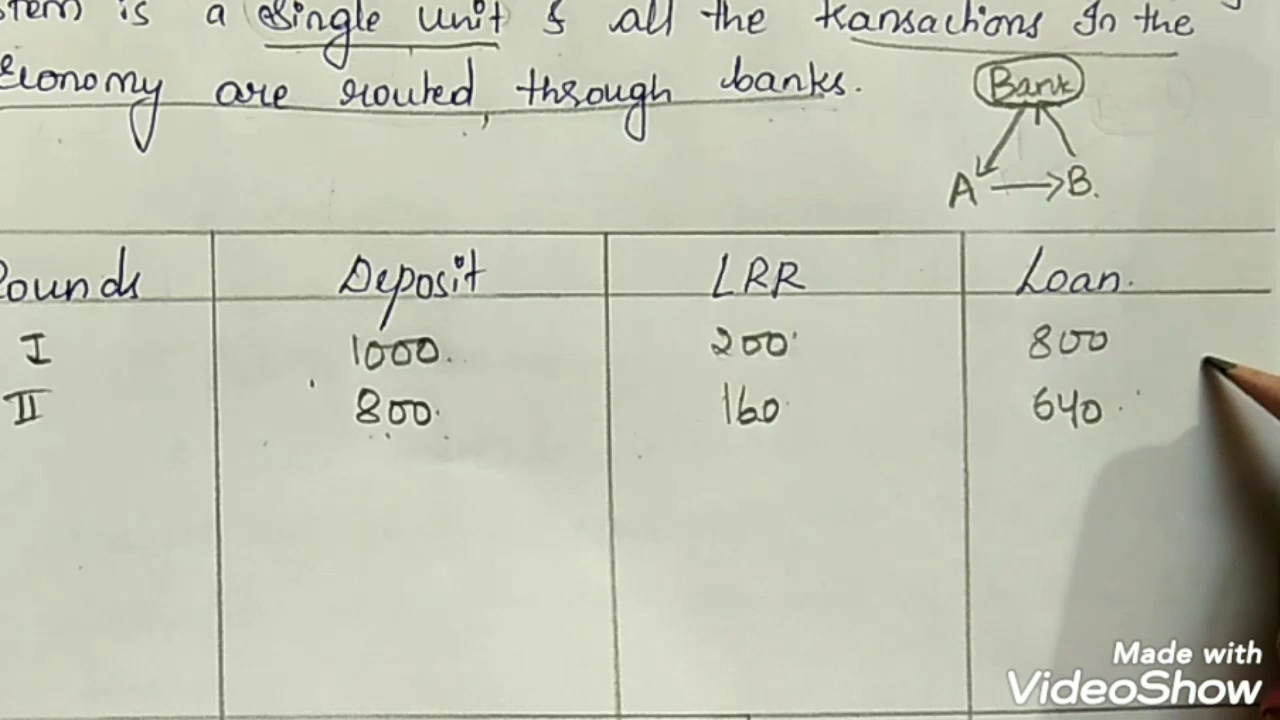 is a single unit & all the transactions In the
economy are routed through banks.
Bank
A → B.
Rounds Deposit LRR Loan.
I 1000. 200 800
II 800. 160 640
Made with
VideoShow